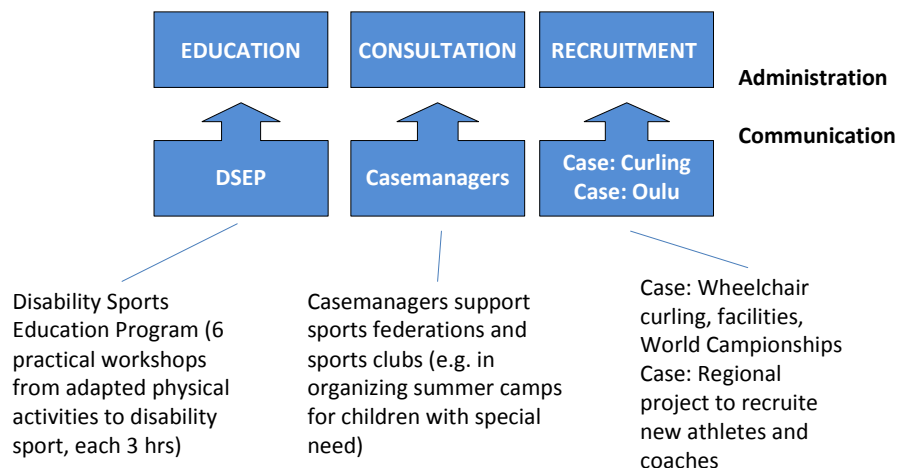 EDUCATION
CONSULTATION
RECRUITMENT
Administration
Communication
DSEP
Casemanagers
Case: Curling
Case: Oulu
Disability Sports
Education Program (6
practical workshops
from adapted physical
activities to disability
sport, each 3 hrs)
Casemanagers support
sports federations and
sports clubs (e.g. in
organizing summer camps
for children with special
need)
Case: Wheelchair
curling, facilities,
World Campionships
Case: Regional
project to recruite
new athletes and
coaches